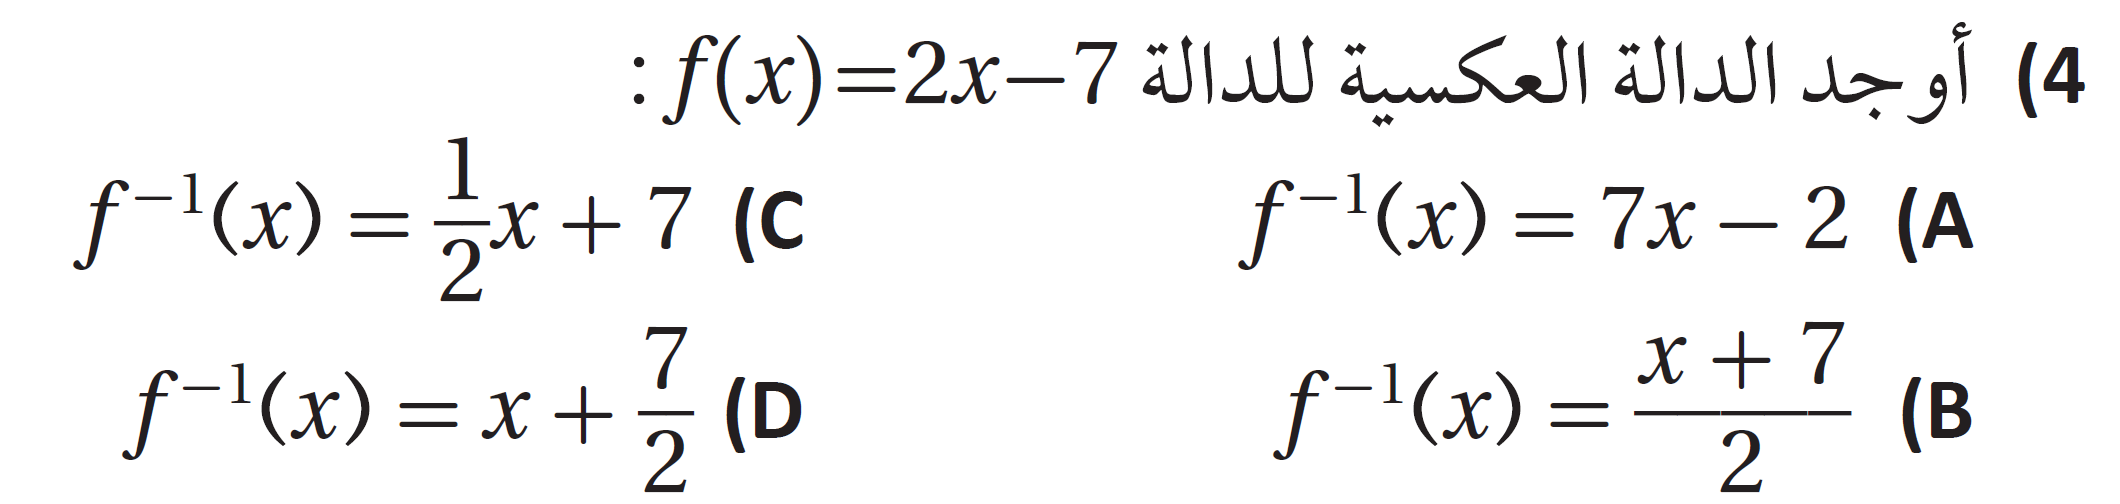 4) أوجد الدالة العكسية للدالة f(x)=2x−7 :
A) f⁻¹(x) = 7x − 2 C) f⁻¹(x) = 1/2 x + 7
B) f⁻¹(x) = (x + 7)/2 D) f⁻¹(x) = x + 7/2